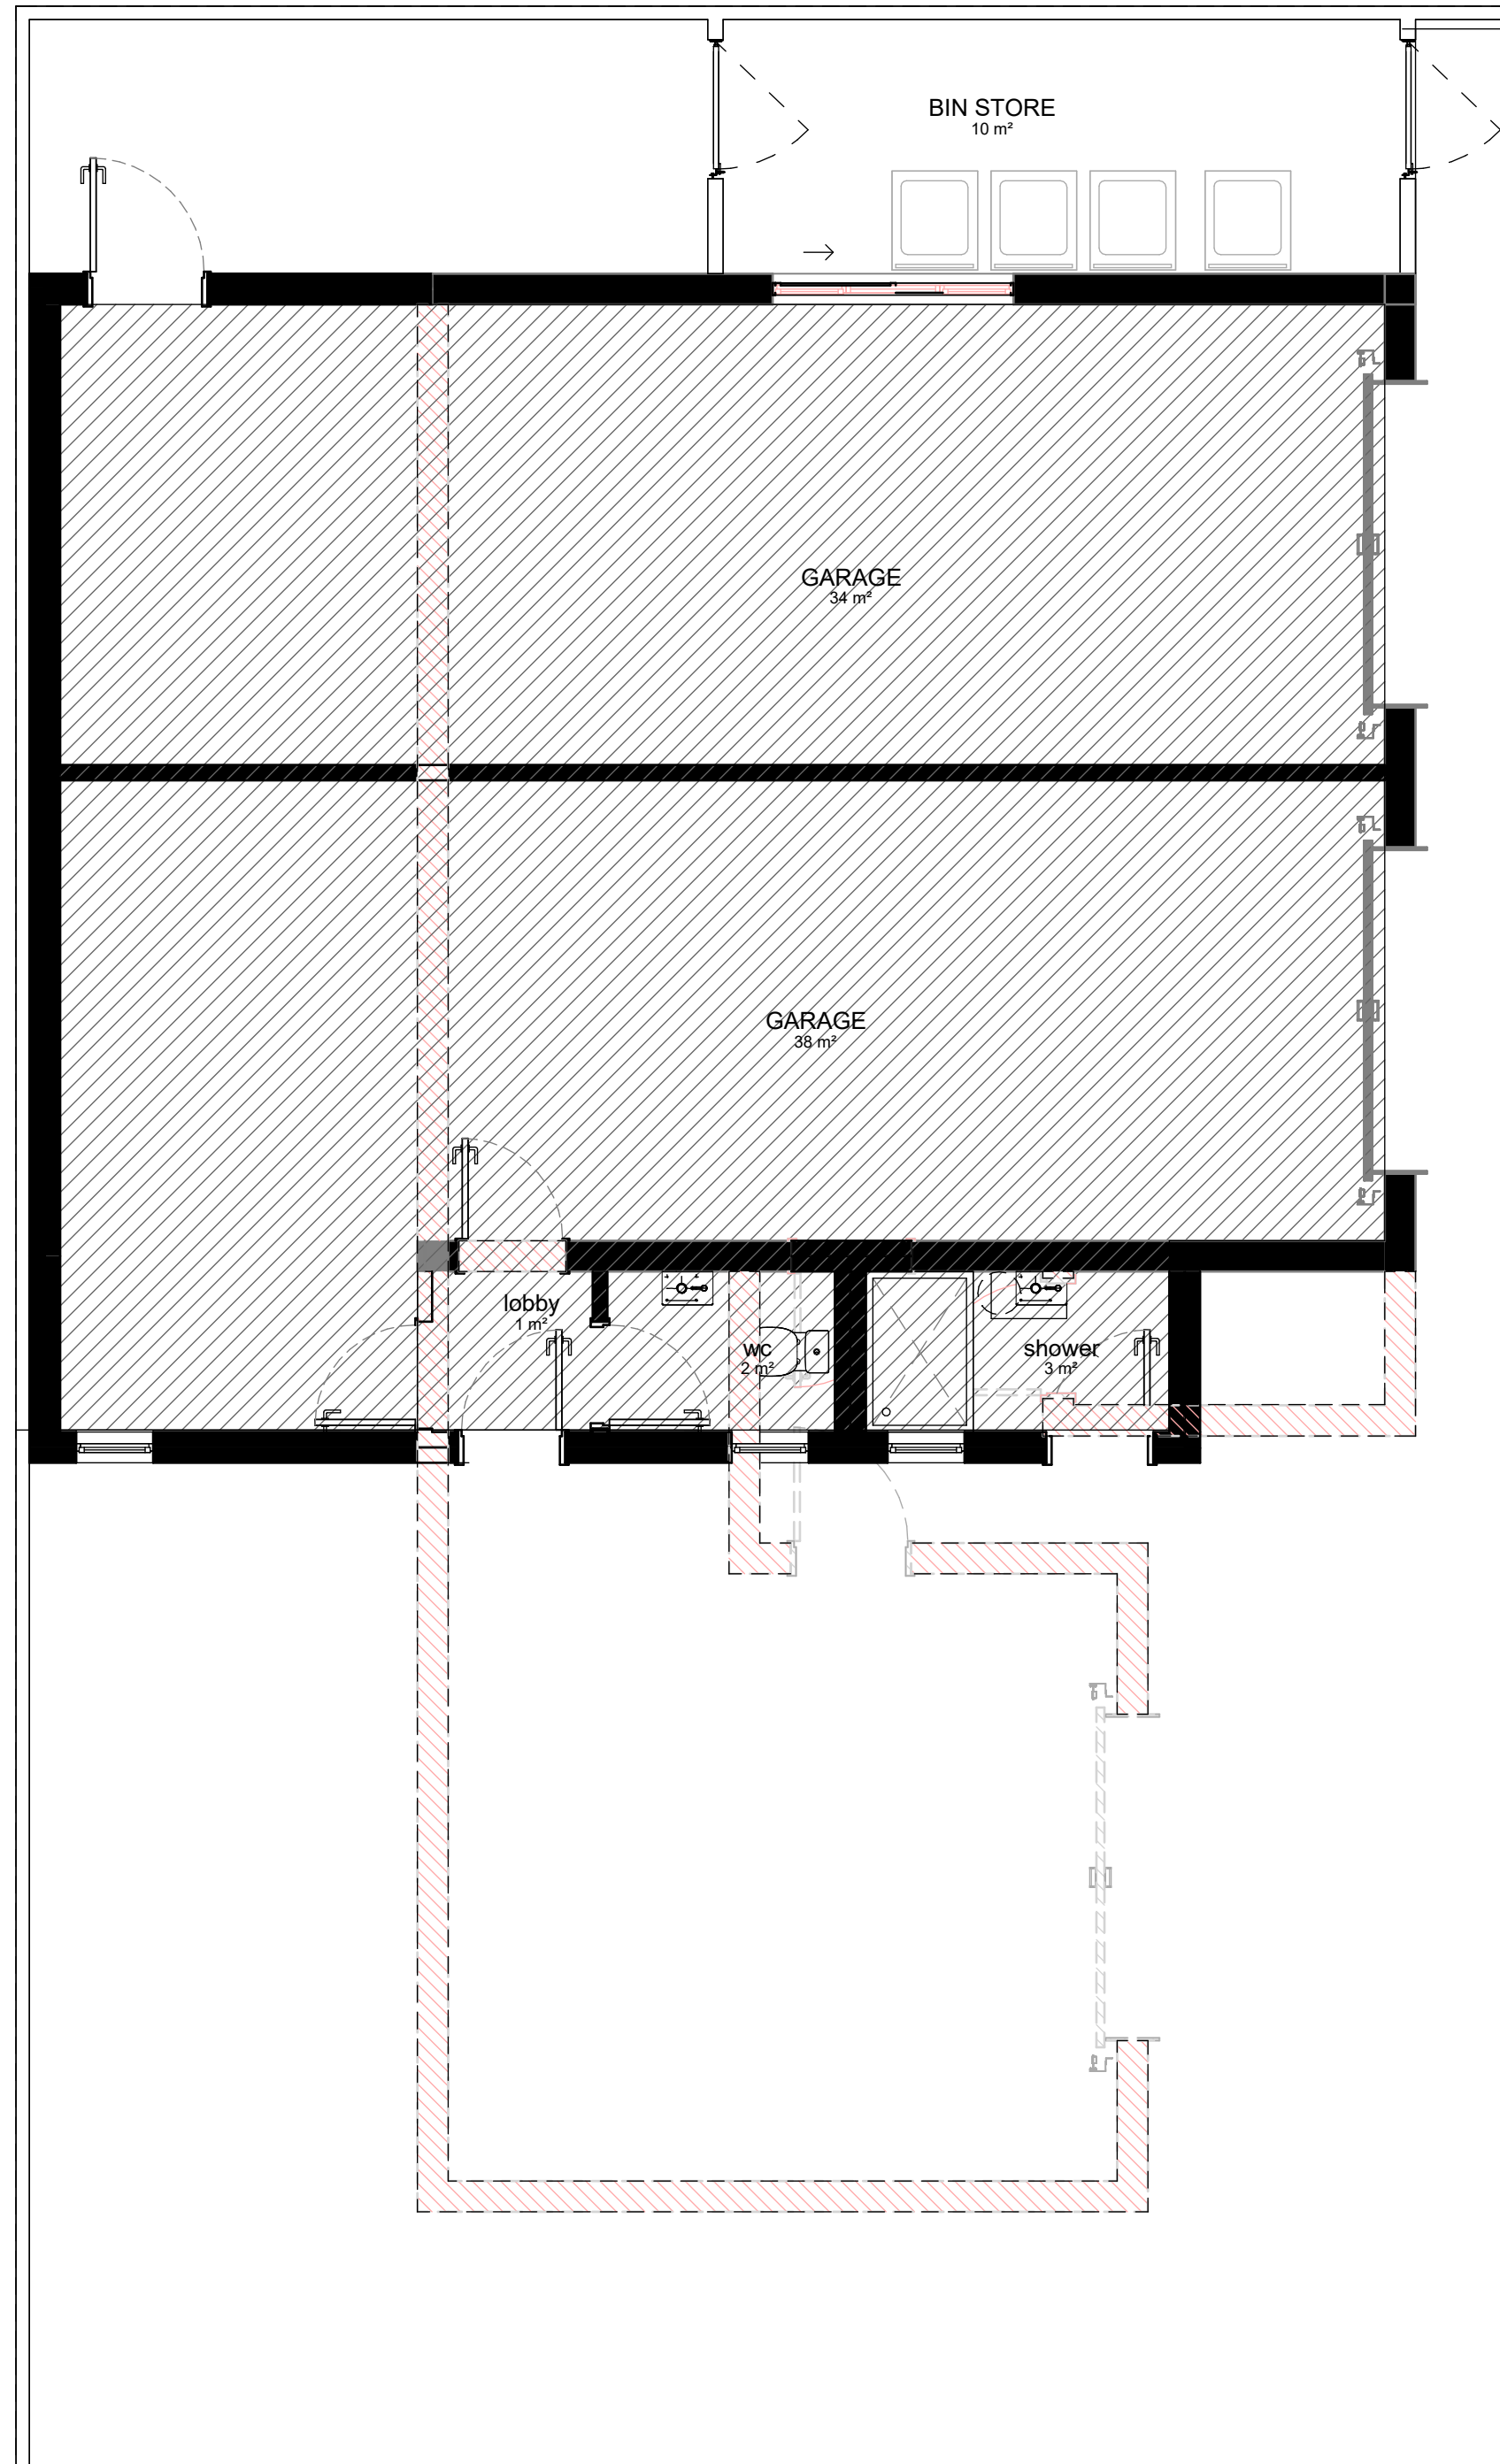 BIN STORE
10 m²
GARAGE
34 m²
GARAGE
38 m²
lobby
1 m²
wc
2 m²
shower
3 m²